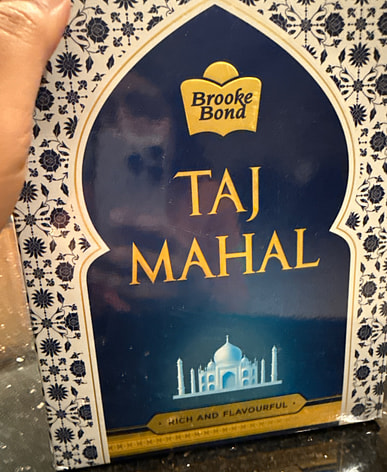 Brooke
Bond
TAJ
MAHAL
RICH AND FLAVOURFUL